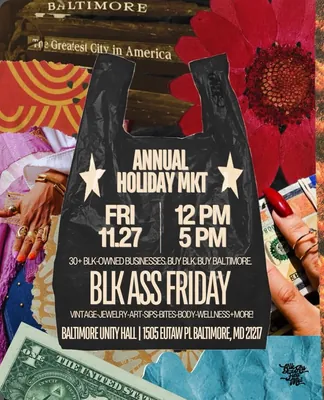 BALTIMORE
The Greatest City in America
ANNUAL
HOLIDAY MKT
FRI 12 PM
11.27 5 PM
30+ BLK-OWNED BUSINESSES. BUY BLK. BUY BALTIMORE.
BLK ASS FRIDAY
VINTAGE-JEWELRY-ART-SIPS-BITES-BODY-WELLNESS+MORE!
BALTIMORE UNITY HALL | 1505 EUTAW PL BALTIMORE, MD 21217
THE UNITED STATES